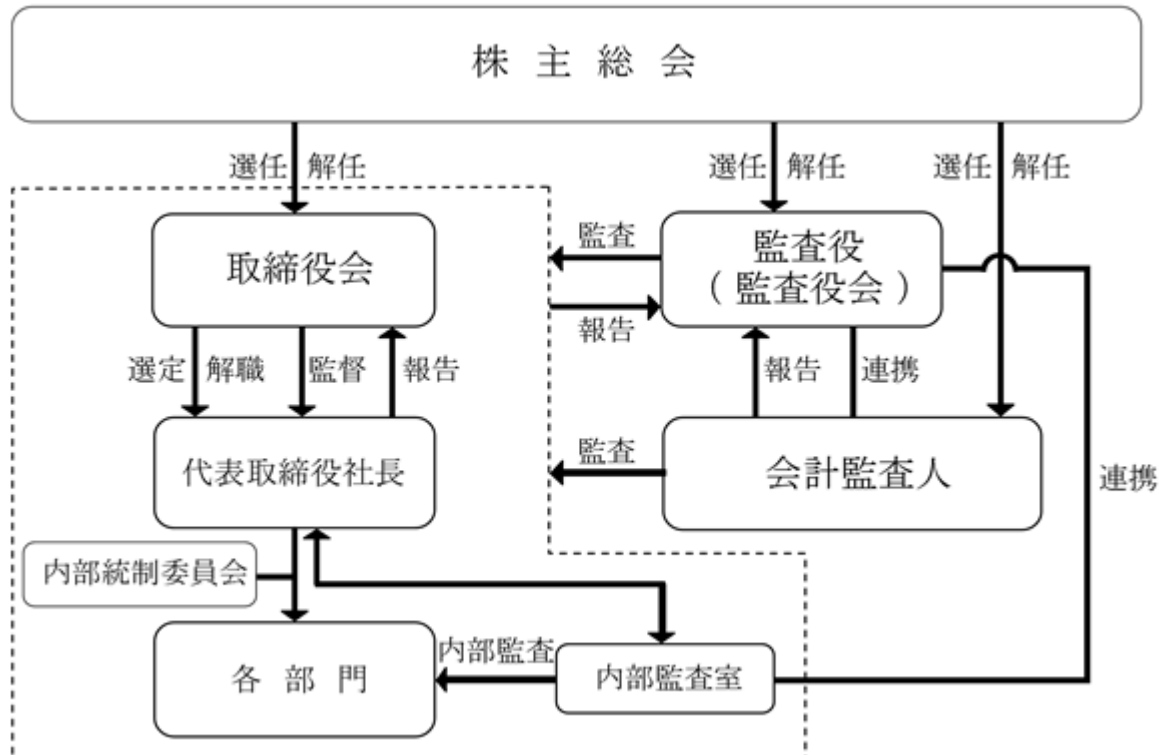 株 主 総 会
選任 解任
選任 解任
選任 解任
取締役会
監査
監査役
( 監査役会 )
報告
選定 解職
監督
報告
報告
連携
代表取締役社長
監査
会計監査人
連携
内部統制委員会
各 部 門
内部監査
内部監査室